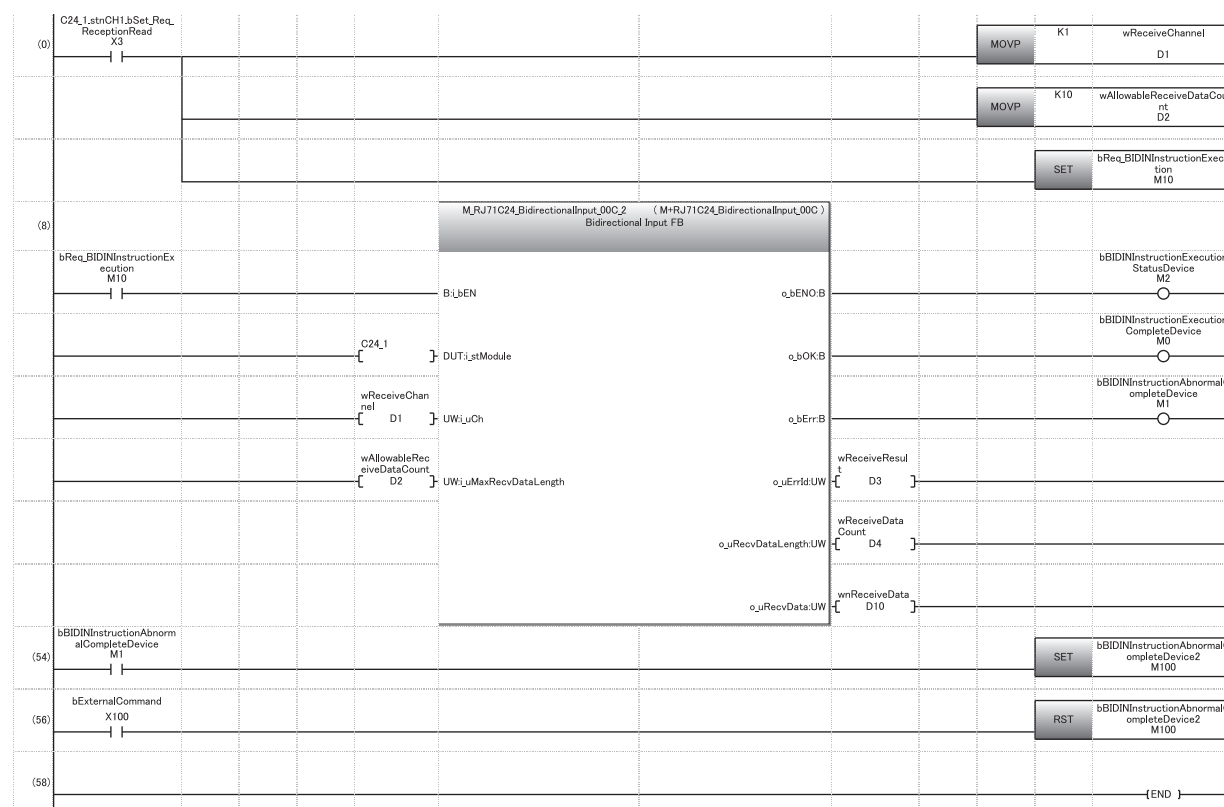 C24_1.stnCH1.bSet_Req_
ReceptionRead
X3
(0)
MOVP
K1
wReceiveChannel
D1
MOVP
K10
wAllowableReceiveDataCou
nt
D2
SET
bReq_BIDINInstructionExec
tion
M10
(8)
M_RJ71C24_BidirectionalInput_00C_2 ( M+RJ71C24_BidirectionalInput_00C )
Bidirectional Input FB
bReq_BIDINInstructionEx
ecution
M10
B:i_bEN
o_bENO:B
bBIDINInstructionExecution
StatusDevice
M2
C24_1
DUT:i_stModule
o_bOK:B
bBIDINInstructionExecution
CompleteDevice
M0
wReceiveChan
nel
D1
UW:i_uCh
o_bErr:B
bBIDINInstructionAbnormalC
ompleteDevice
M1
wAllowableRec
eiveDataCount
D2
UW:i_uMaxRecvDataLength
o_uErrId:UW
wReceiveResul
t
D3
o_uRecvDataLength:UW
wReceiveData
Count
D4
o_uRecvData:UW
wnReceiveData
D10
(54)
bBIDINInstructionAbnorm
alCompleteDevice
M1
SET
bBIDINInstructionAbnormalC
ompleteDevice2
M100
(56)
bExternalCommand
X100
RST
bBIDINInstructionAbnormalC
ompleteDevice2
M100
(58)
END